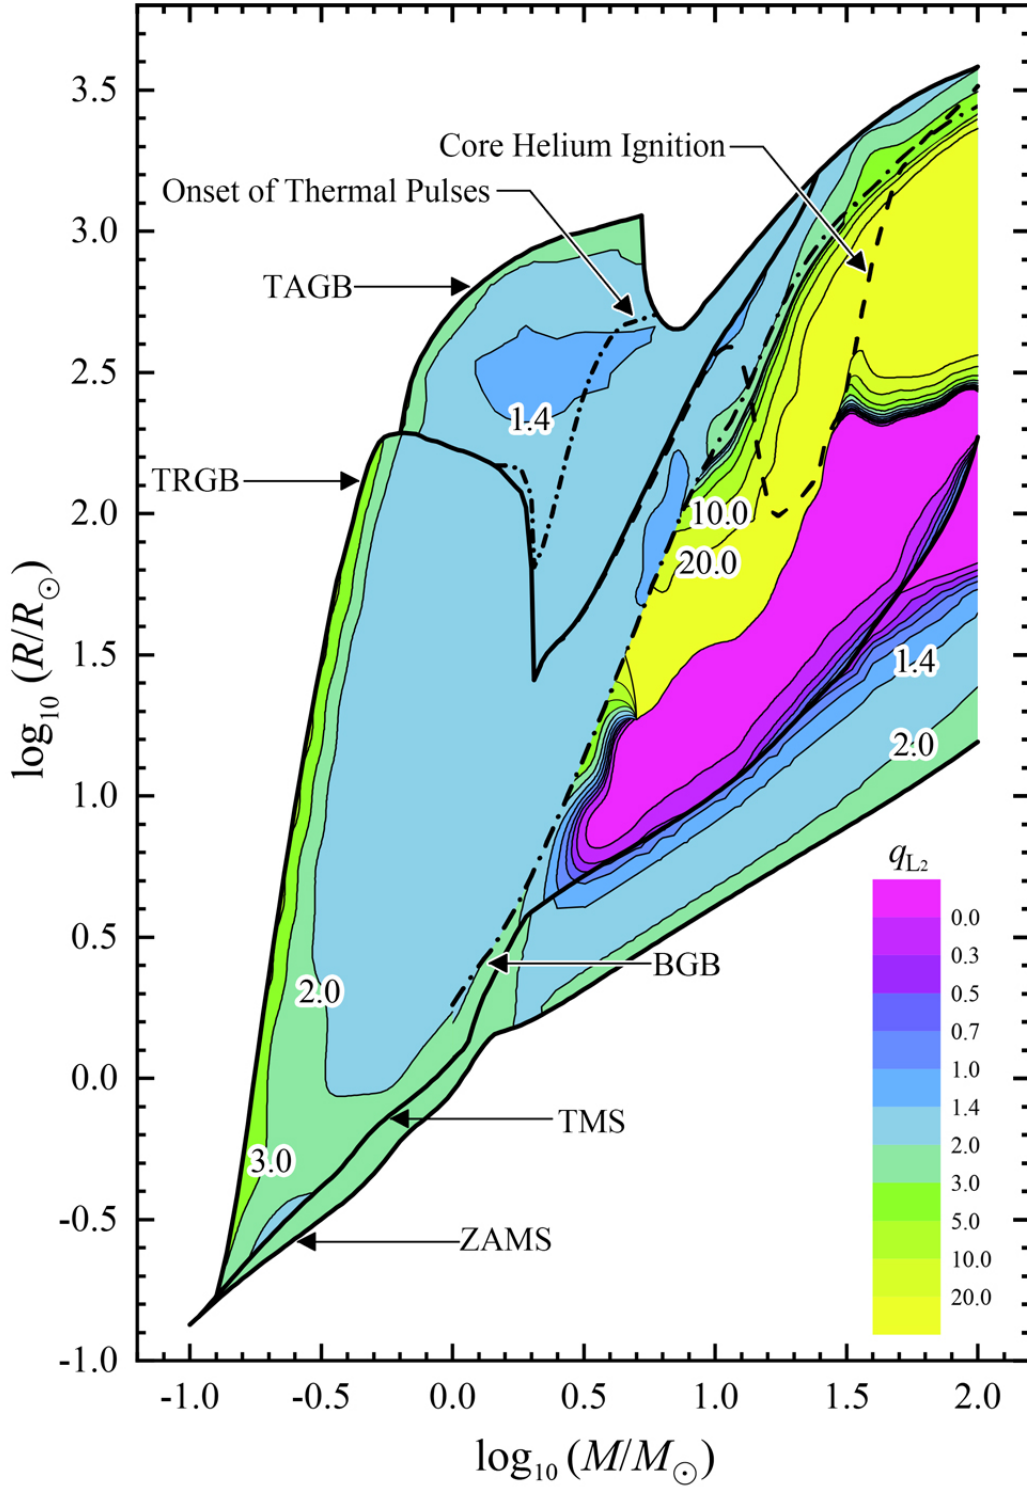 3.5
3.0
2.5
2.0
1.5
1.0
0.5
0.0
-0.5
-1.0
log₁₀ (R/R☉)
Core Helium Ignition
Onset of Thermal Pulses
TAGB
1.4
TRGB
10.0
20.0
1.4
2.0
BGB
2.0
TMS
3.0
ZAMS
q_L₂
0.0
0.3
0.5
0.7
1.0
1.4
2.0
3.0
5.0
10.0
20.0
-1.0 -0.5 0.0 0.5 1.0 1.5 2.0
log₁₀ (M/M☉)